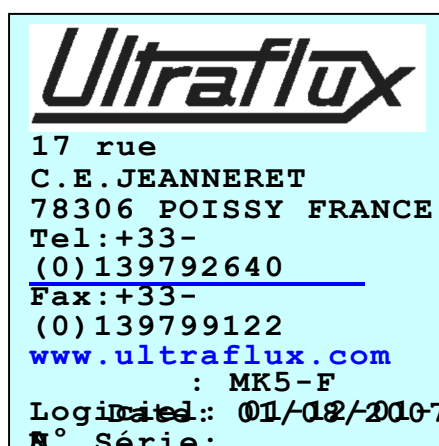 Ultraflux
17 rue
C.E.JEANNERET
78306 POISSY FRANCE
Tel:+33-
(0)139792640
Fax:+33-
(0)139799122
www.ultraflux.com
: MK5-F
N° Série: